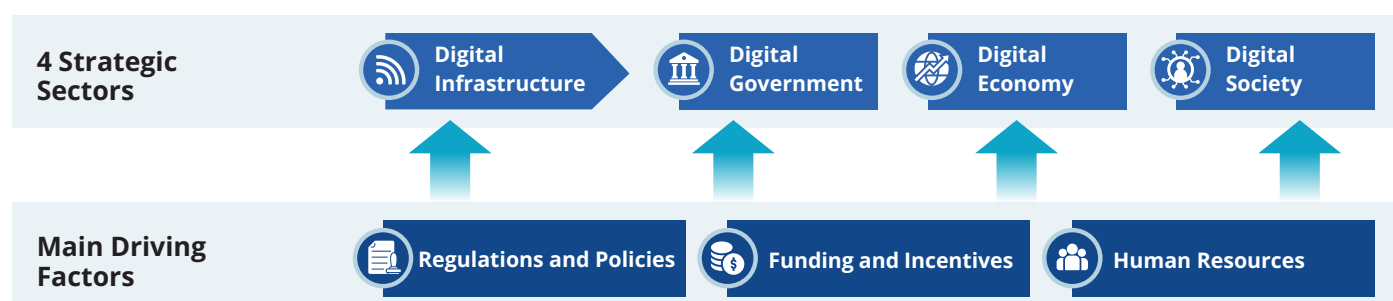 4 Strategic
Sectors
Digital
Infrastructure
Digital
Government
Digital
Economy
Digital
Society
Main Driving
Factors
Regulations and Policies
Funding and Incentives
Human Resources